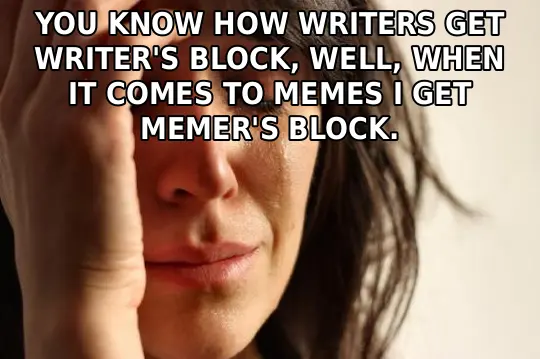 YOU KNOW HOW WRITERS GET
WRITER'S BLOCK, WELL, WHEN
IT COMES TO MEMES I GET
MEMER'S BLOCK.